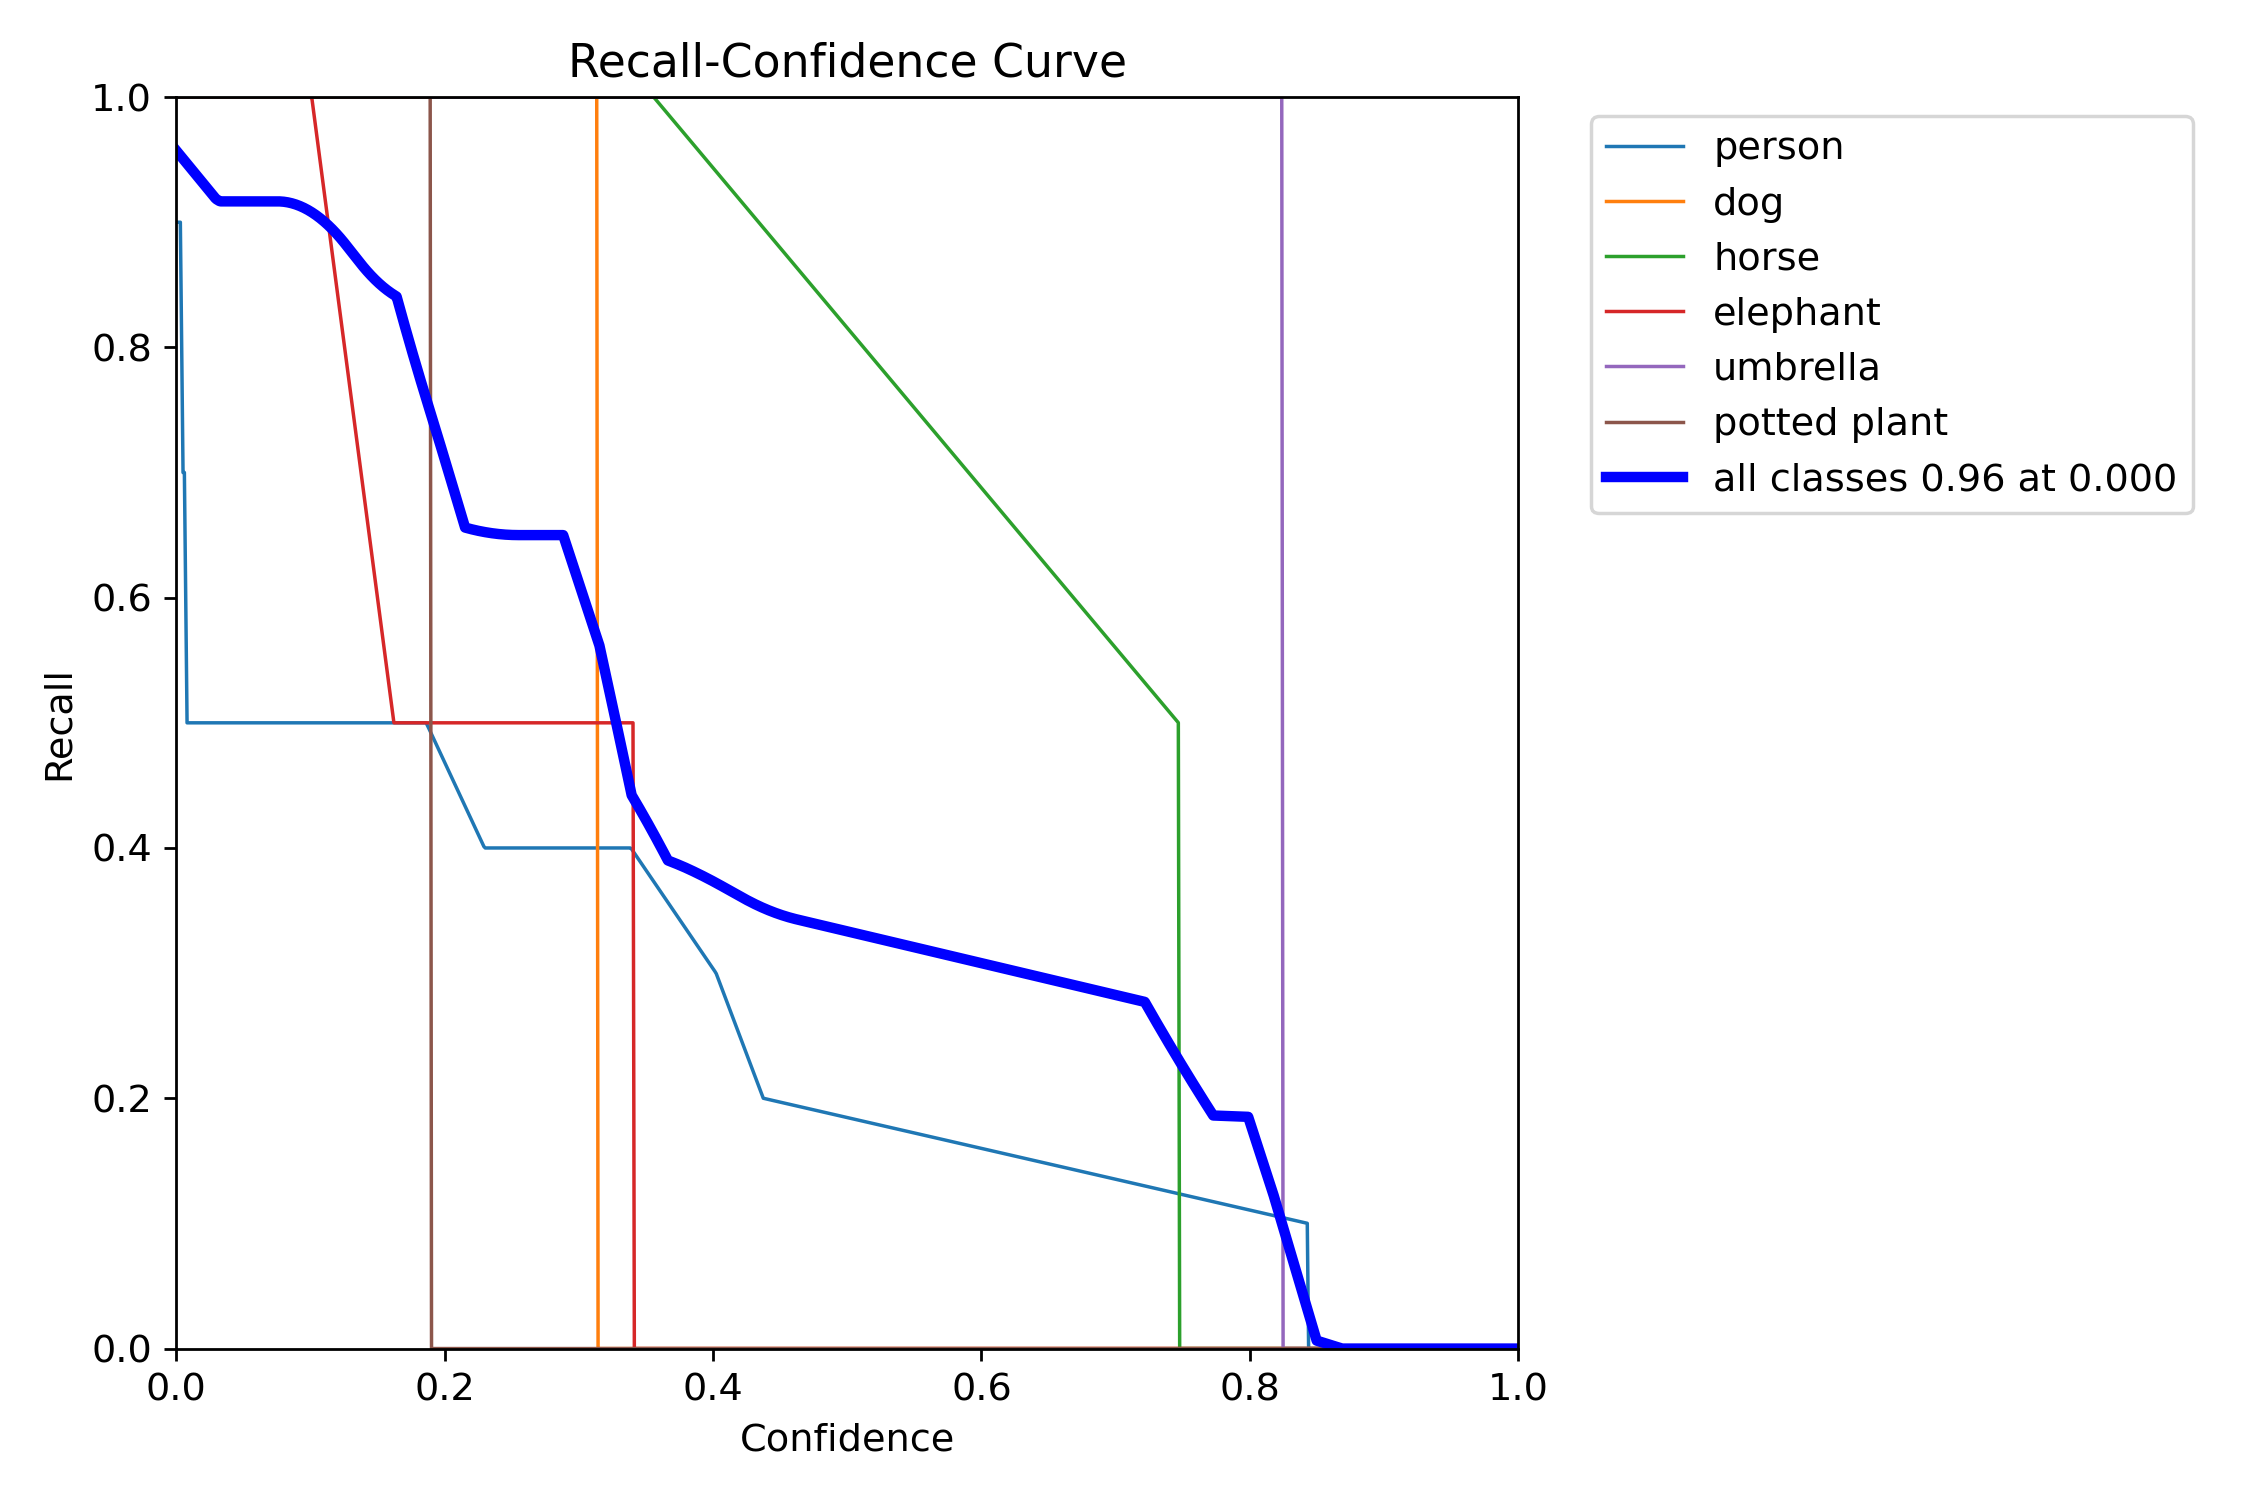 Recall-Confidence Curve
1.0
0.8
0.6
0.4
0.2
0.0
Recall
0.0 0.2 0.4 0.6 0.8 1.0
Confidence
person
dog
horse
elephant
umbrella
potted plant
all classes 0.96 at 0.000